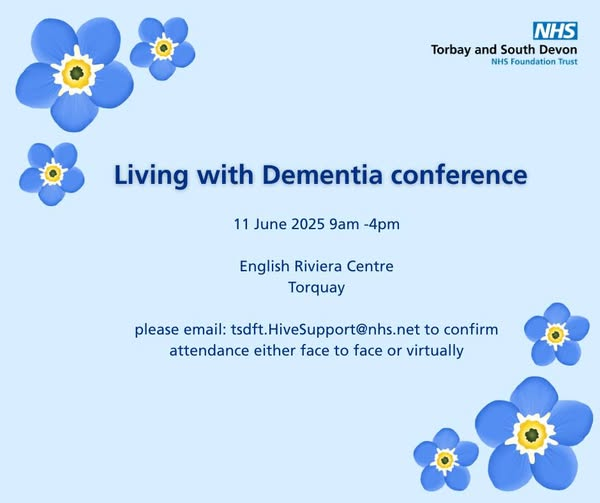 NHS
Torbay and South Devon
NHS Foundation Trust
Living with Dementia conference
11 June 2025 9am -4pm
English Riviera Centre
Torquay
please email: tsdft.HiveSupport@nhs.net to confirm
attendance either face to face or virtually